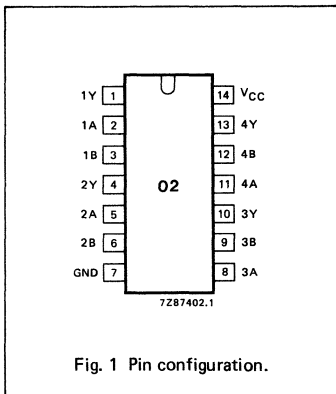 1Y 1 14 VCC
1A 2 13 4Y
1B 3 12 4B
2Y 4 02 11 4A
2A 5 10 3Y
2B 6 9 3B
GND 7 8 3A
7Z87402.1
Fig. 1 Pin configuration.